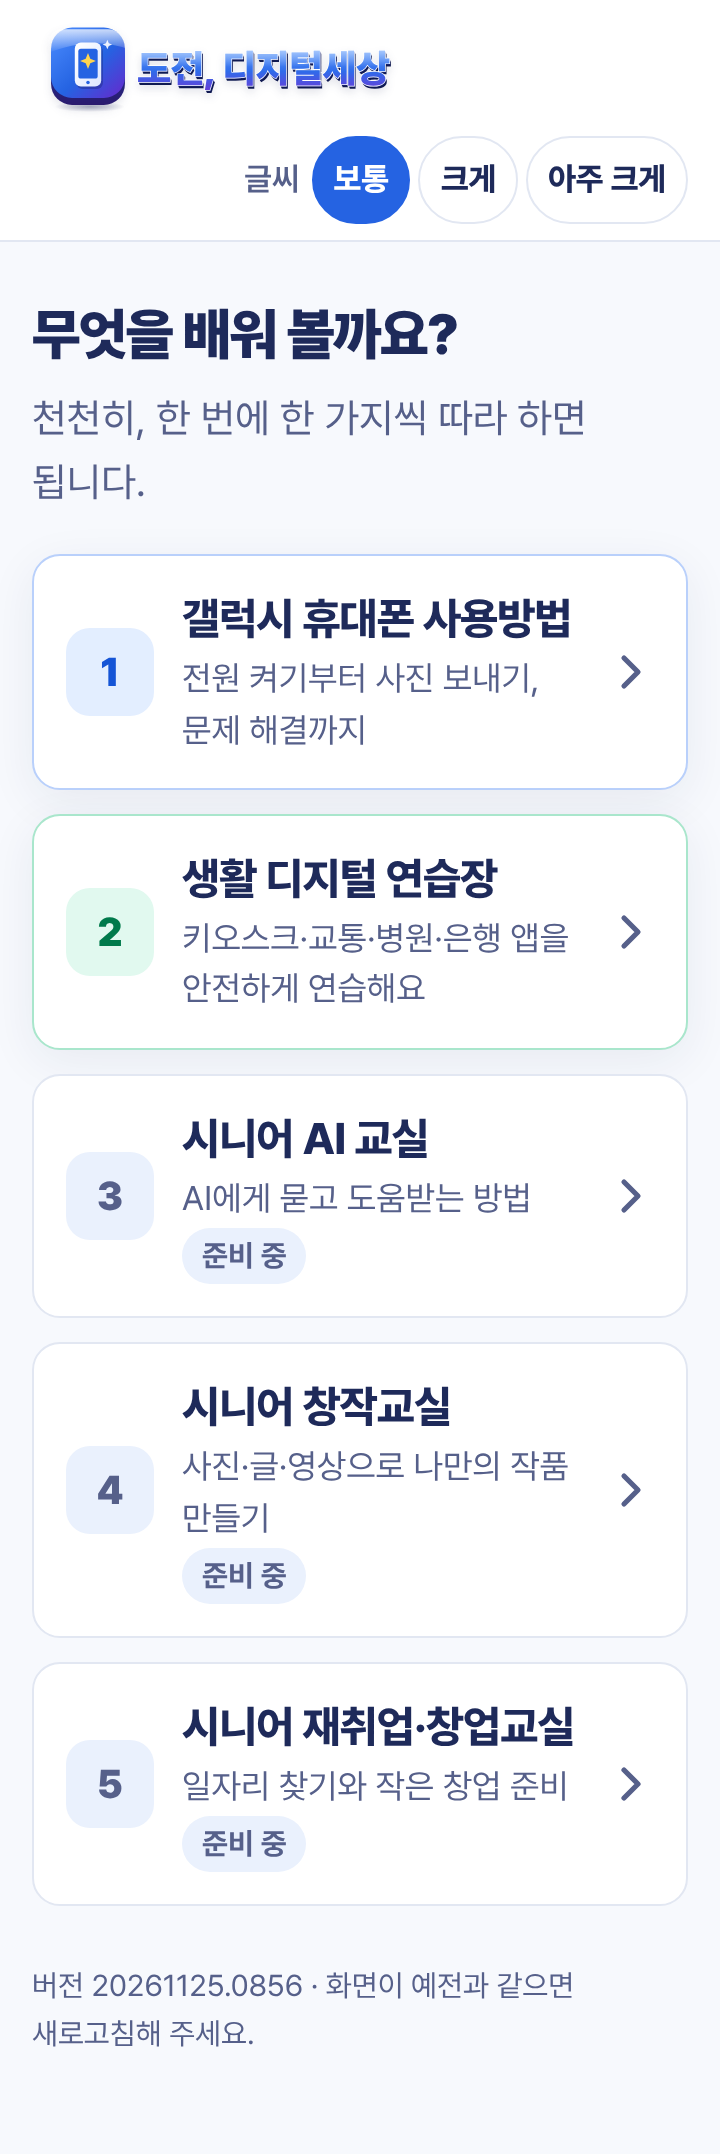 도전, 디지털세상
글씨 보통 크게 아주 크게
무엇을 배워 볼까요?
천천히, 한 번에 한 가지씩 따라 하면
됩니다.
1
갤럭시 휴대폰 사용방법
전원 켜기부터 사진 보내기,
문제 해결까지
2
생활 디지털 연습장
키오스크·교통·병원·은행 앱을
안전하게 연습해요
3
시니어 AI 교실
AI에게 묻고 도움받는 방법
준비 중
4
시니어 창작교실
사진·글·영상으로 나만의 작품
만들기
준비 중
5
시니어 재취업·창업교실
일자리 찾기와 작은 창업 준비
준비 중
버전 20261125.0856 · 화면이 예전과 같으면
새로고침해 주세요.